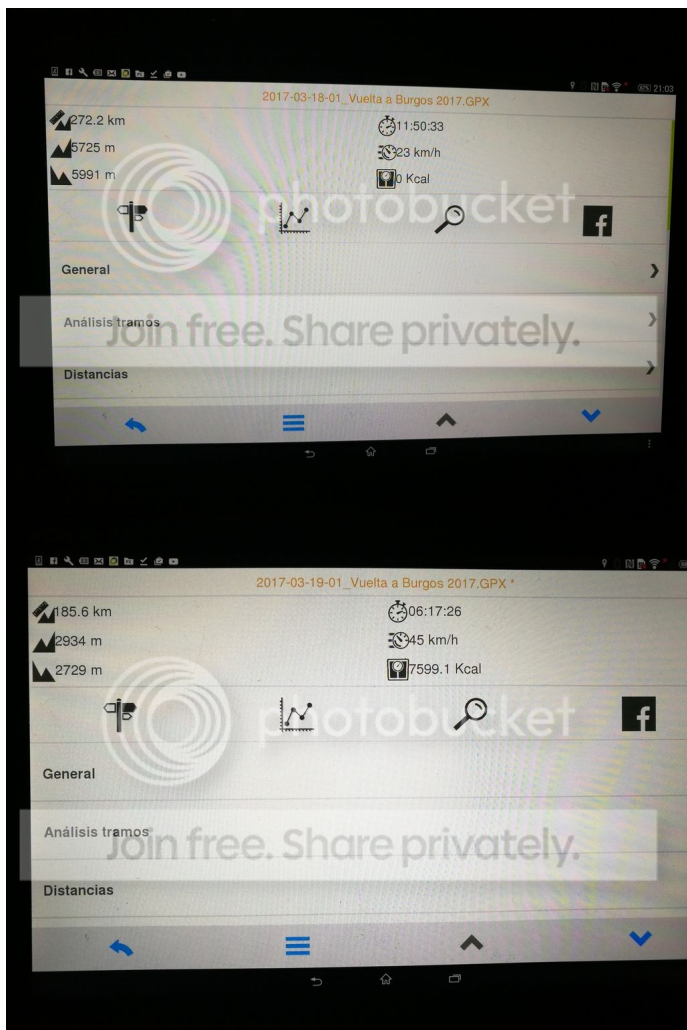 21:03
2017-03-18-01_Vuelta a Burgos 2017.GPX
272.2 km
11:50:33
5725 m
23 km/h
5991 m
0 Kcal
photobucket
General
Análisis tramos
Join free. Share privately.
Distancias
2017-03-19-01_Vuelta a Burgos 2017.GPX *
185.6 km
06:17:26
2934 m
45 km/h
2729 m
7599.1 Kcal
photobucket
General
Análisis tramos
Join free. Share privately.
Distancias